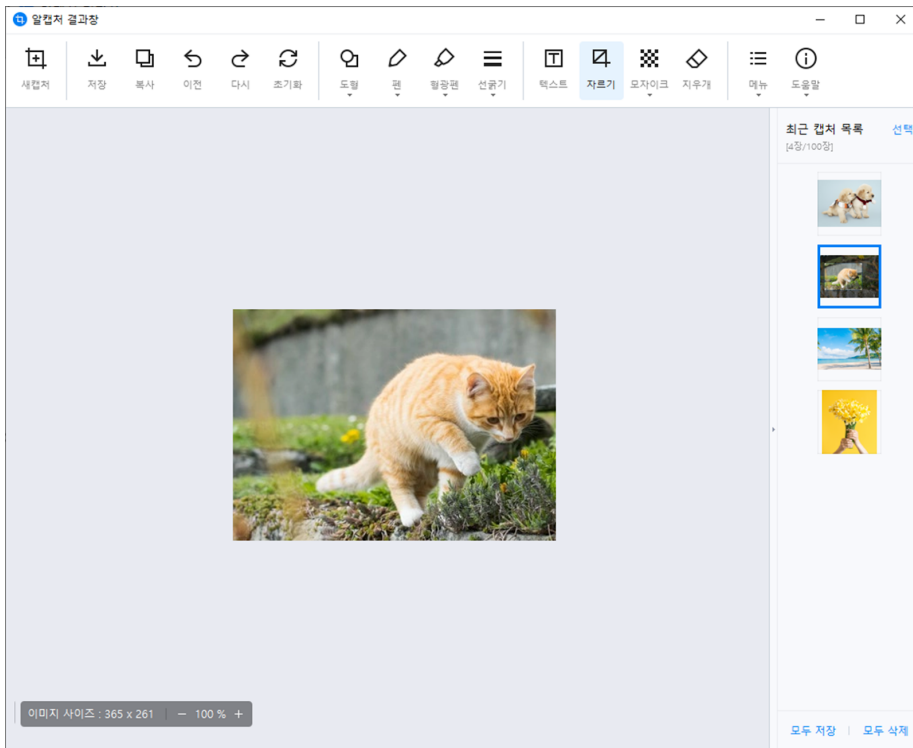 알캡처 결과창
새캡처 저장 복사 이전 다시 초기화 도형 펜 형광펜 선굵기 텍스트 자르기 모자이크 지우개 메뉴 도움말
최근 캡처 목록 선택
[4장/100장]
이미지 사이즈 : 365 x 261 − 100 % +
모두 저장 | 모두 삭제